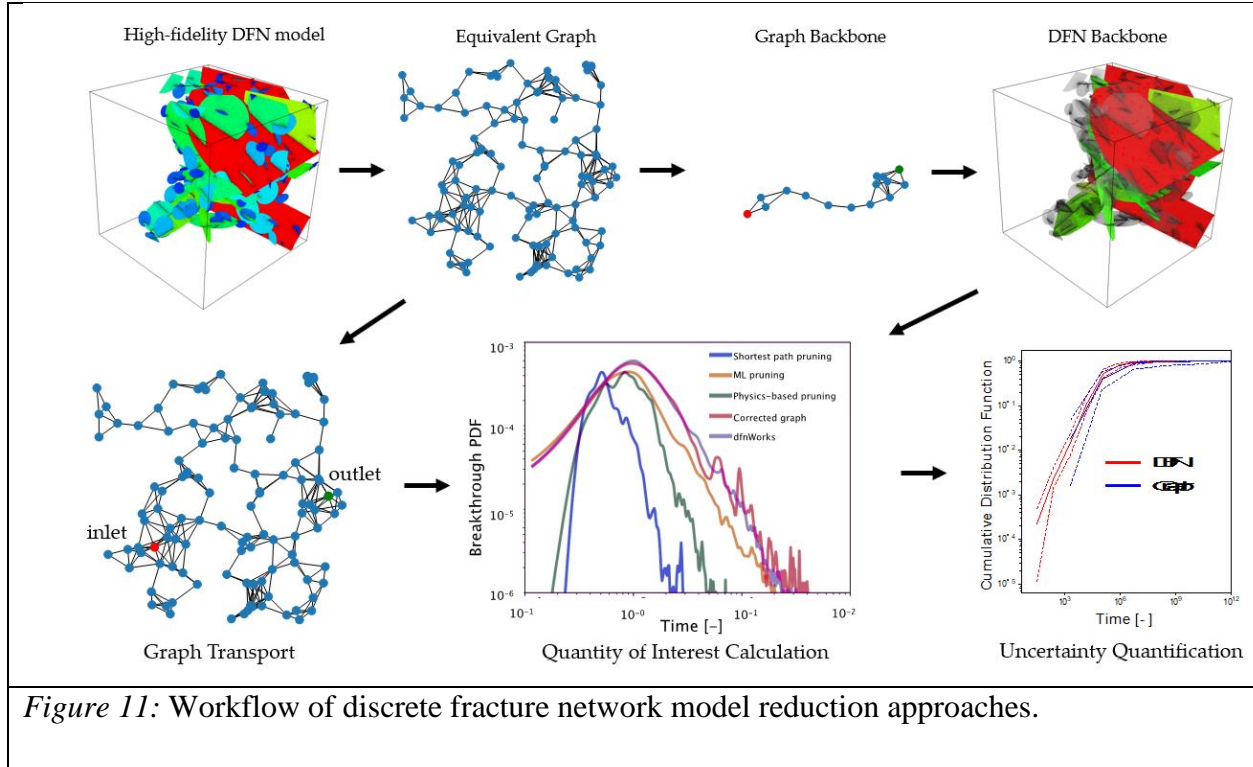 High-fidelity DFN model
Equivalent Graph
Graph Backbone
DFN Backbone
outlet
inlet
Graph Transport
10⁻³
10⁻⁴
10⁻⁵
10⁻⁶
Breakthrough PDF
Shortest path pruning
ML pruning
Physics-based pruning
Corrected graph
dfnWorks
10⁻¹
10⁻⁰
10⁻¹
10⁻²
Time [-]
Quantity of Interest Calculation
Cumulative Distribution Function
10⁰
10⁻¹
10⁻²
10⁻³
10⁻⁴
10⁻⁵
DFN
Graph
10³
10⁶
10⁹
10¹²
Time [-]
Uncertainty Quantification
Figure 11: Workflow of discrete fracture network model reduction approaches.